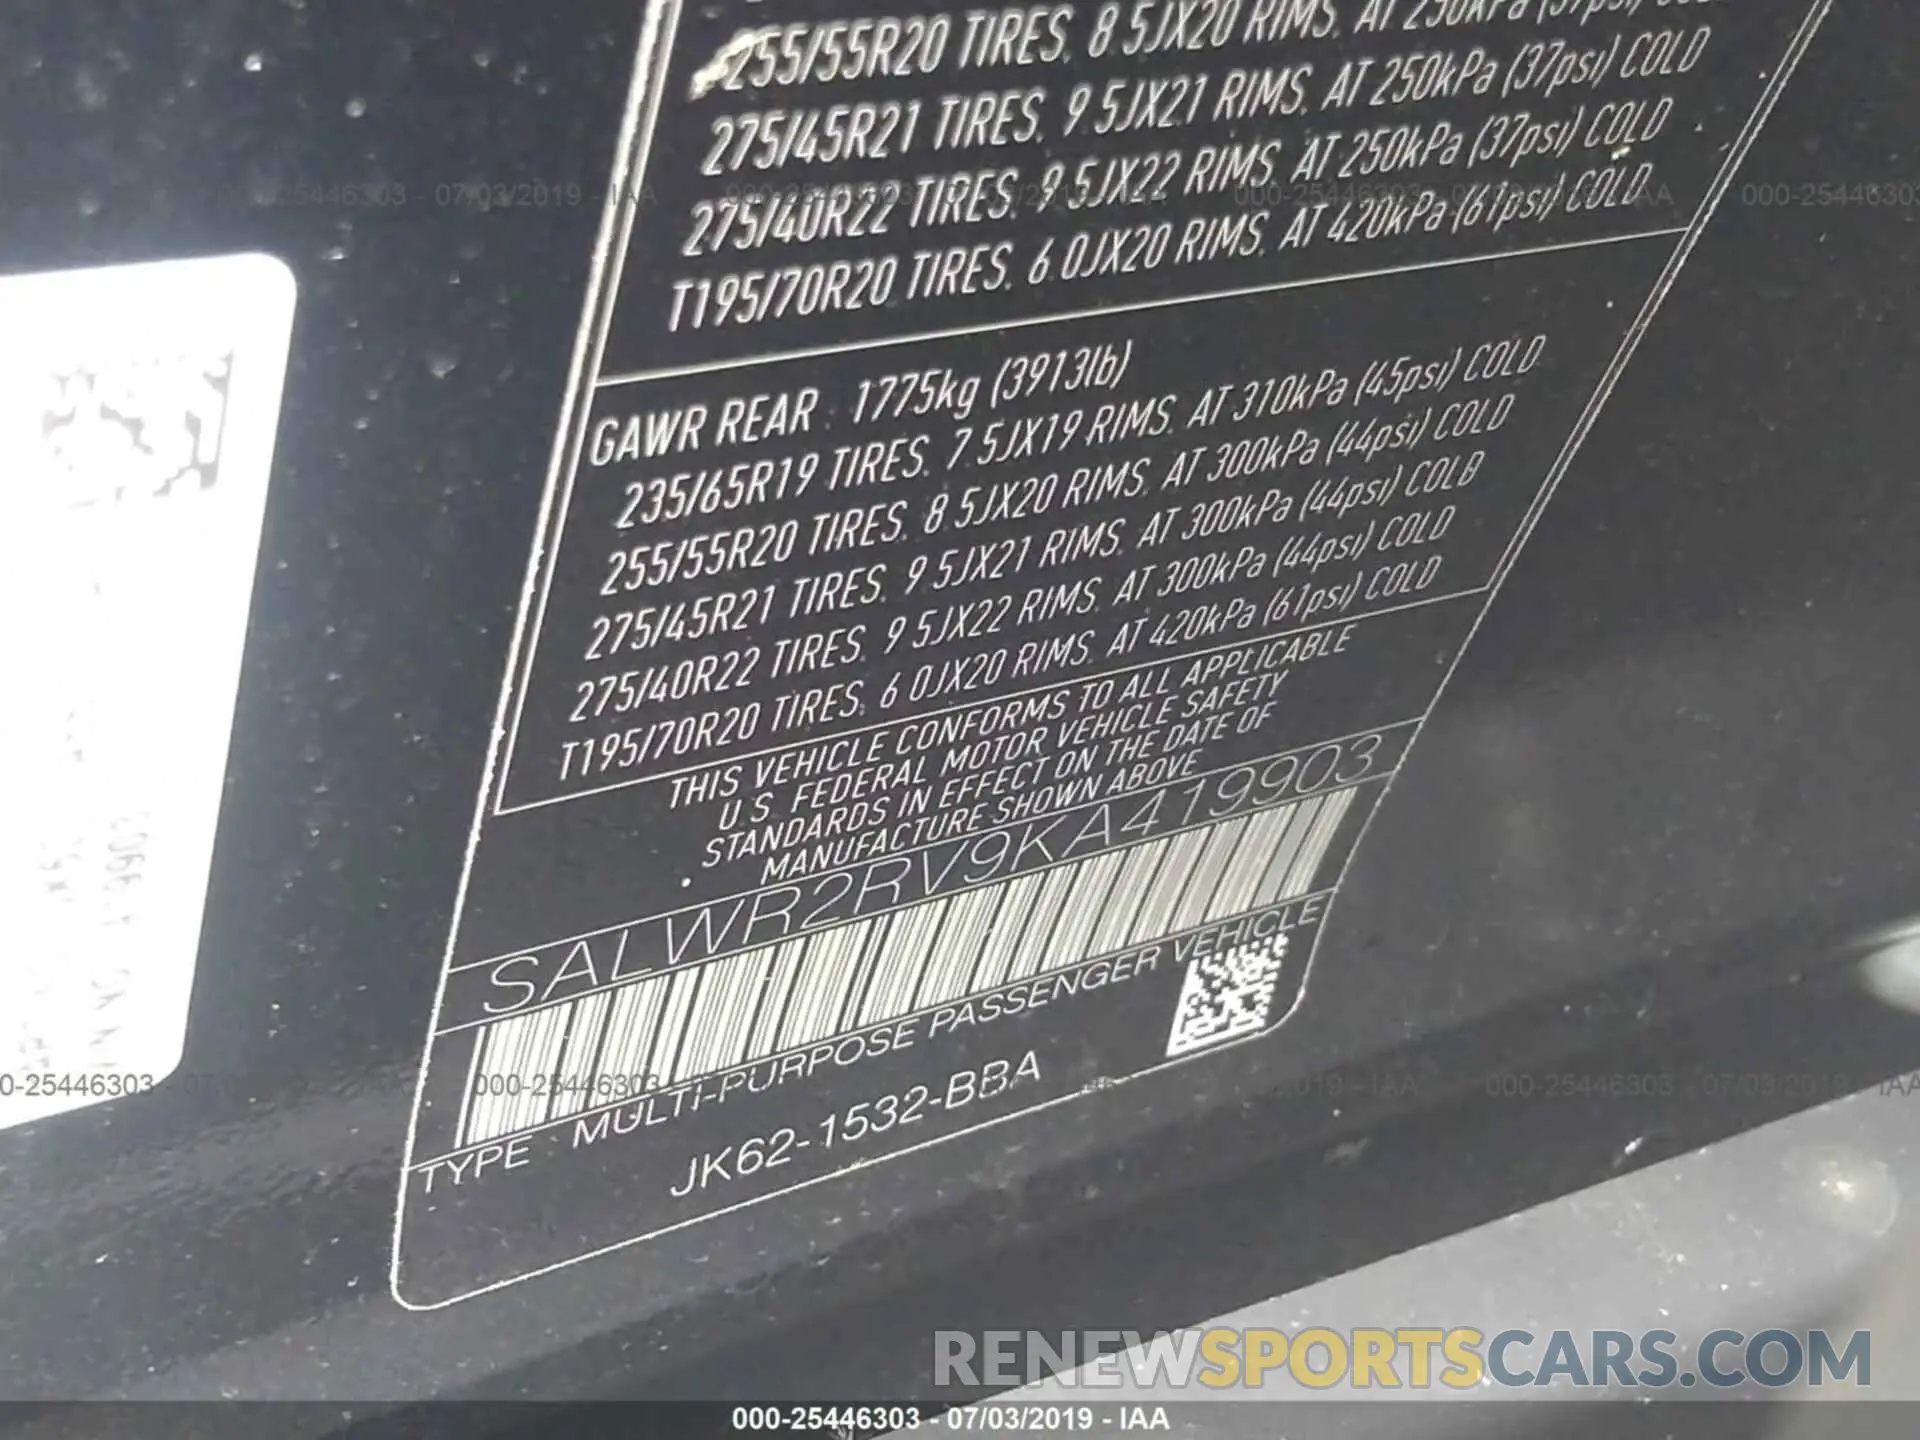 255/55R20 TIRES. 8.5JX20 RIMS. AT 250kPa (37psi)
275/45R21 TIRES. 9.5JX21 RIMS. AT 250kPa (37psi) COLD
275/40R22 TIRES. 9.5JX22 RIMS. AT 250kPa (37psi) COLD
T195/70R20 TIRES. 6.0JX20 RIMS. AT 420kPa (61psi) COLD
GAWR REAR : 1775kg (3913lb)
235/65R19 TIRES. 7.5JX19 RIMS. AT 310kPa (45psi) COLD
255/55R20 TIRES. 8.5JX20 RIMS. AT 300kPa (44psi) COLD
275/45R21 TIRES. 9.5JX21 RIMS. AT 300kPa (44psi) COLD
275/40R22 TIRES. 9.5JX22 RIMS. AT 300kPa (44psi) COLD
T195/70R20 TIRES. 6.0JX20 RIMS. AT 420kPa (61psi) COLD
THIS VEHICLE CONFORMS TO ALL APPLICABLE
U.S. FEDERAL MOTOR VEHICLE SAFETY
STANDARDS IN EFFECT ON THE DATE OF
MANUFACTURE SHOWN ABOVE
SALWR2RV9KA419903
TYPE : MULTI-PURPOSE PASSENGER VEHICLE
JK62-1532-BBA
RENEWSPORTSCARS.COM
000-25446303 - 07/03/2019 - IAA